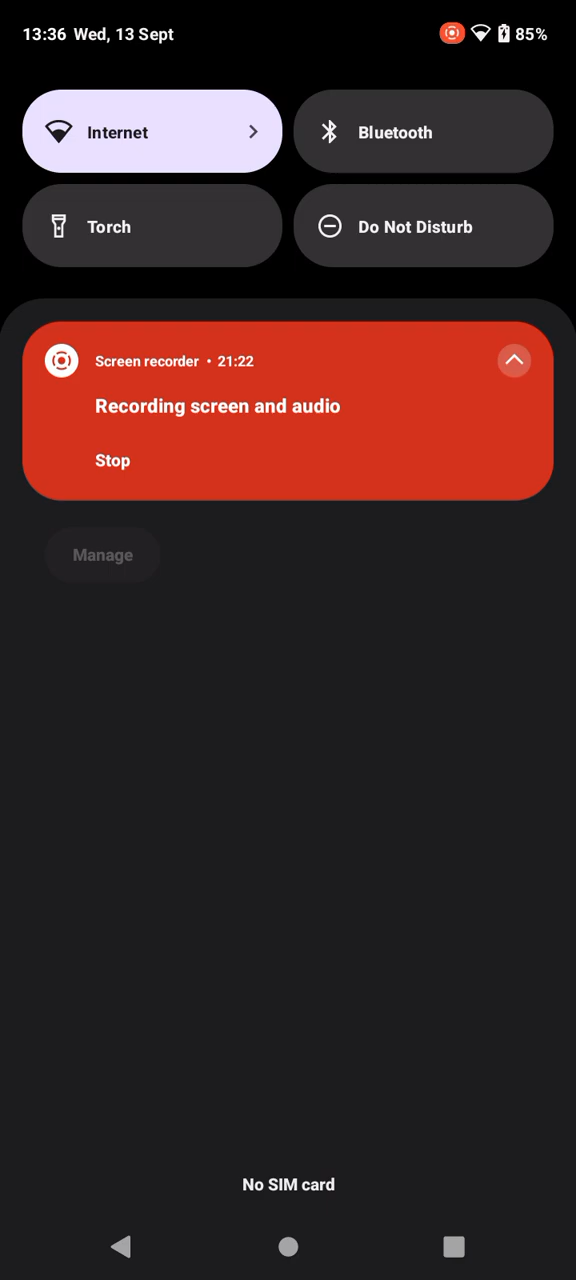 13:36 Wed, 13 Sept 85%
Internet
Bluetooth
Torch
Do Not Disturb
Screen recorder • 21:22
Recording screen and audio
Stop
Manage
No SIM card